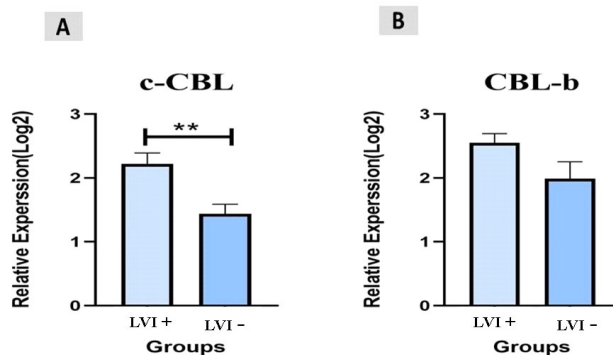 A
c-CBL
Relative Experssion(Log2)
3
2
1
0
**
LVI + LVI -
Groups
B
CBL-b
Relative Experssion(Log2)
3
2
1
0
LVI + LVI -
Groups